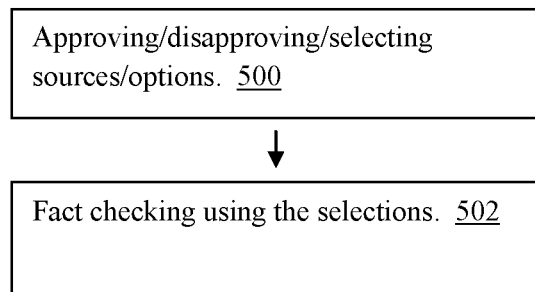 Approving/disapproving/selecting
sources/options. 500
Fact checking using the selections. 502